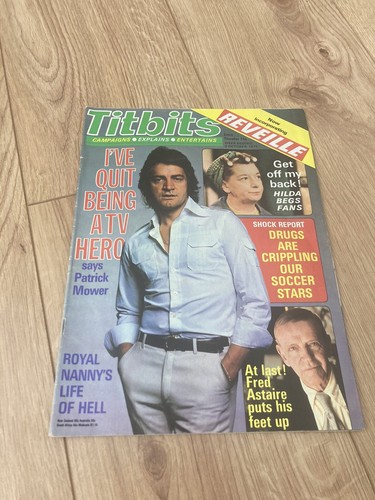 Titbits
CAMPAIGNS ● EXPLAINS ● ENTERTAINS
Now
incorporating
REVEILLE
I'VE
QUIT
BEING
A TV
HERO
says
Patrick
Mower
Get
off my
back!
HILDA
BEGS
FANS
SHOCK REPORT
DRUGS
ARE
CRIPPLING
OUR
SOCCER
STARS
ROYAL
NANNY'S
LIFE
OF HELL
At last!
Fred
Astaire
puts his
feet up